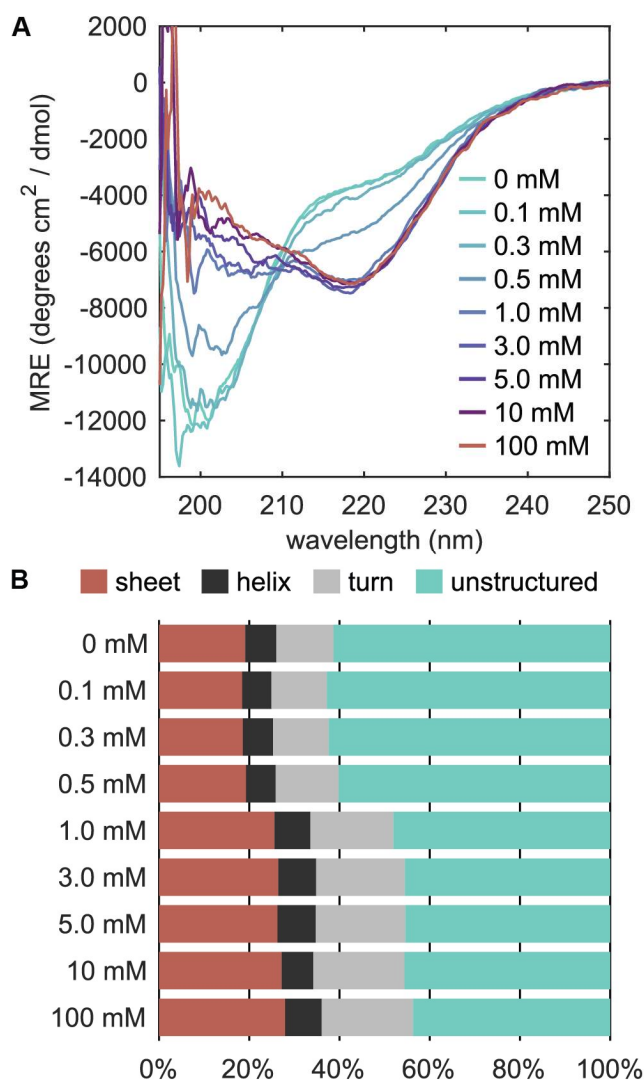 A
2000
0
-2000
-4000
-6000
-8000
-10000
-12000
-14000
MRE (degrees cm² / dmol)
0 mM
0.1 mM
0.3 mM
0.5 mM
1.0 mM
3.0 mM
5.0 mM
10 mM
100 mM
200 210 220 230 240 250
wavelength (nm)
B sheet helix turn unstructured
0 mM
0.1 mM
0.3 mM
0.5 mM
1.0 mM
3.0 mM
5.0 mM
10 mM
100 mM
0% 20% 40% 60% 80% 100%